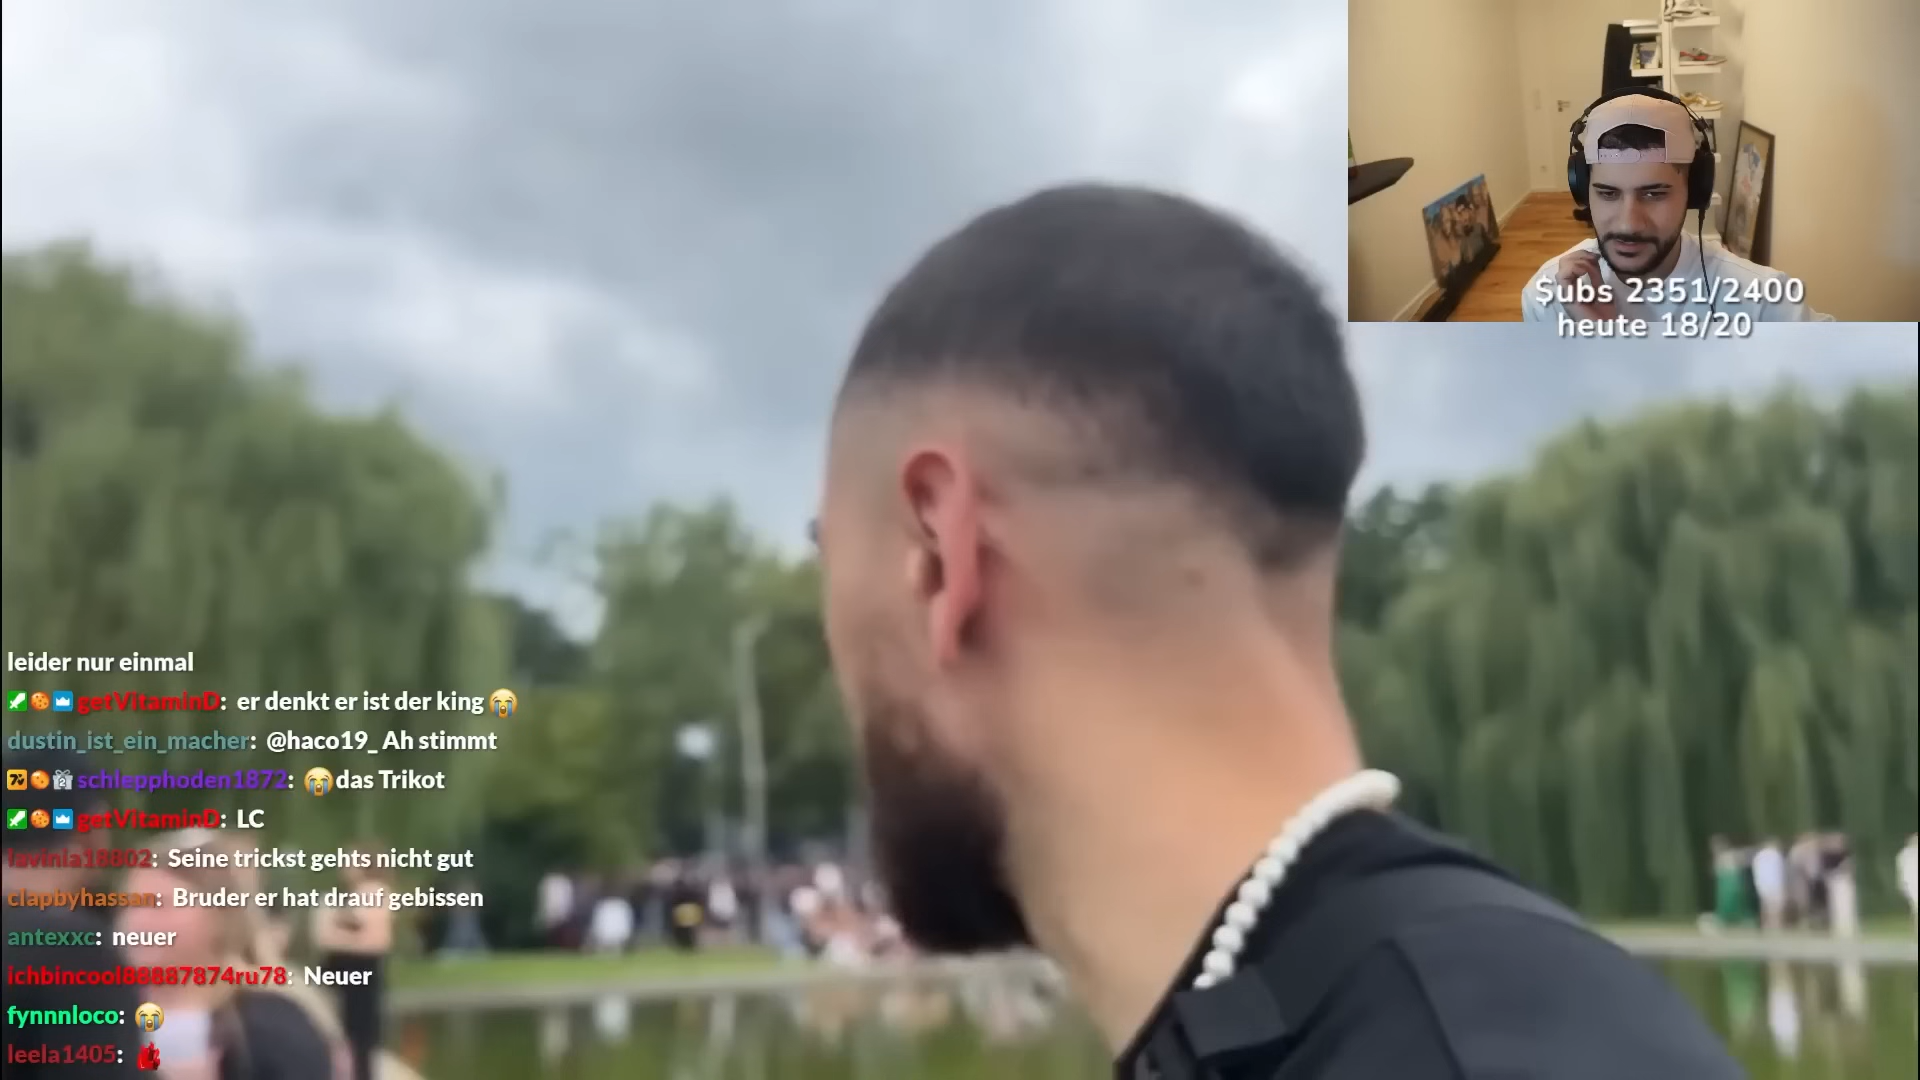 $ubs 2351/2400
heute 18/20
leider nur einmal
getVitaminD: er denkt er ist der king 😭
dustin_ist_ein_macher: @haco19_ Ah stimmt
schlepphoden1872: 😭 das Trikot
getVitaminD: LC
lavinia18802: Seine trickst gehts nicht gut
clapbyhassan: Bruder er hat drauf gebissen
antexxc: neuer
ichbincool88887874ru78: Neuer
fynnnloco: 😭
leela1405: